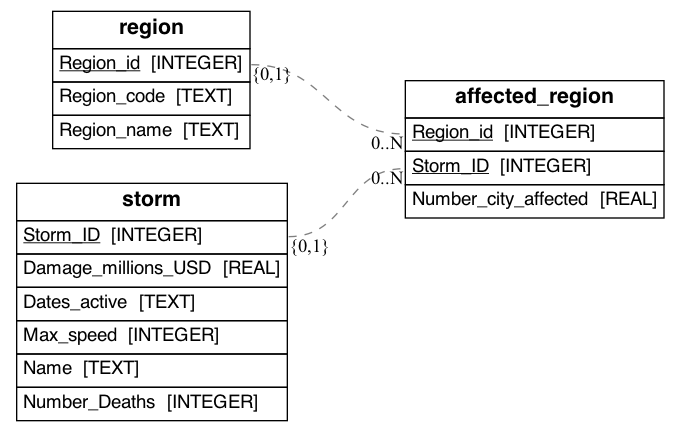 region
Region_id [INTEGER]
Region_code [TEXT]
Region_name [TEXT]
{0,1}
0..N
affected_region
Region_id [INTEGER]
Storm_ID [INTEGER]
Number_city_affected [REAL]
0..N
{0,1}
storm
Storm_ID [INTEGER]
Damage_millions_USD [REAL]
Dates_active [TEXT]
Max_speed [INTEGER]
Name [TEXT]
Number_Deaths [INTEGER]